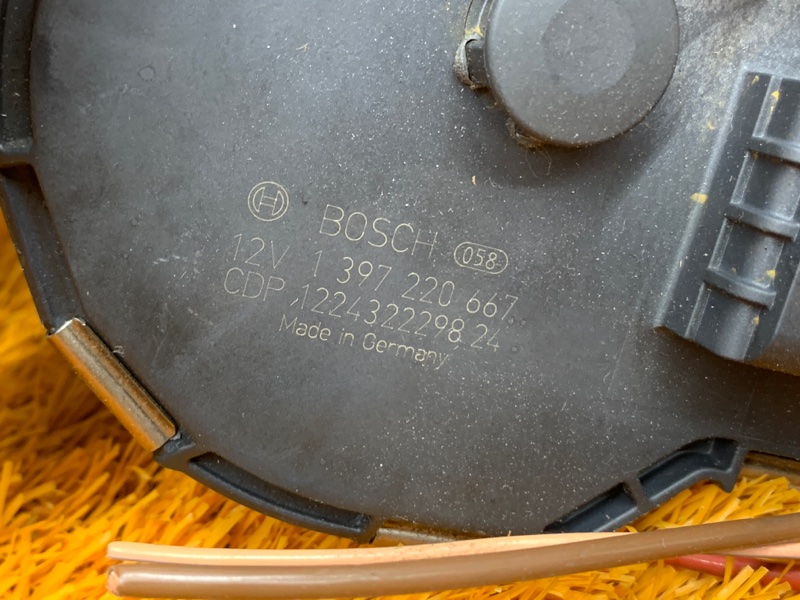 BOSCH 058
12V 1 397 220 667
CDP 1224322298.24
Made in Germany